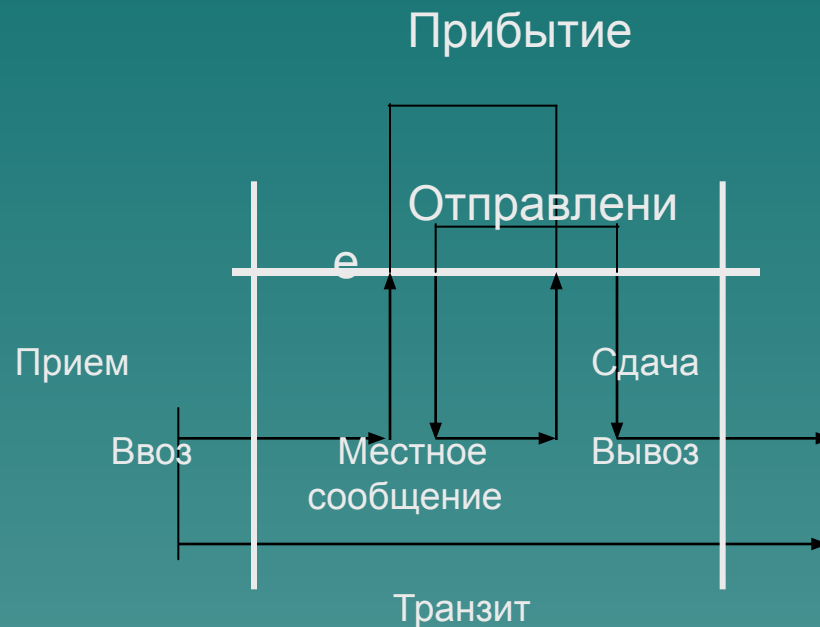 Прибытие
Отправлени
е
Прием
Сдача
Ввоз
Местное
сообщение
Вывоз
Транзит